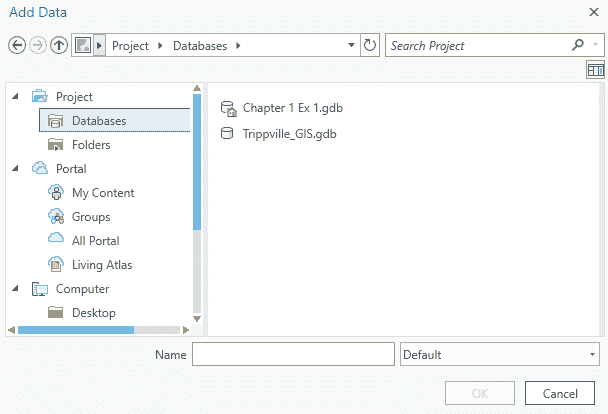 Add Data
Project Databases
Search Project
Project
Databases
Folders
Portal
My Content
Groups
All Portal
Living Atlas
Computer
Desktop
Chapter 1 Ex 1.gdb
Trippville_GIS.gdb
Name
Default
OK
Cancel